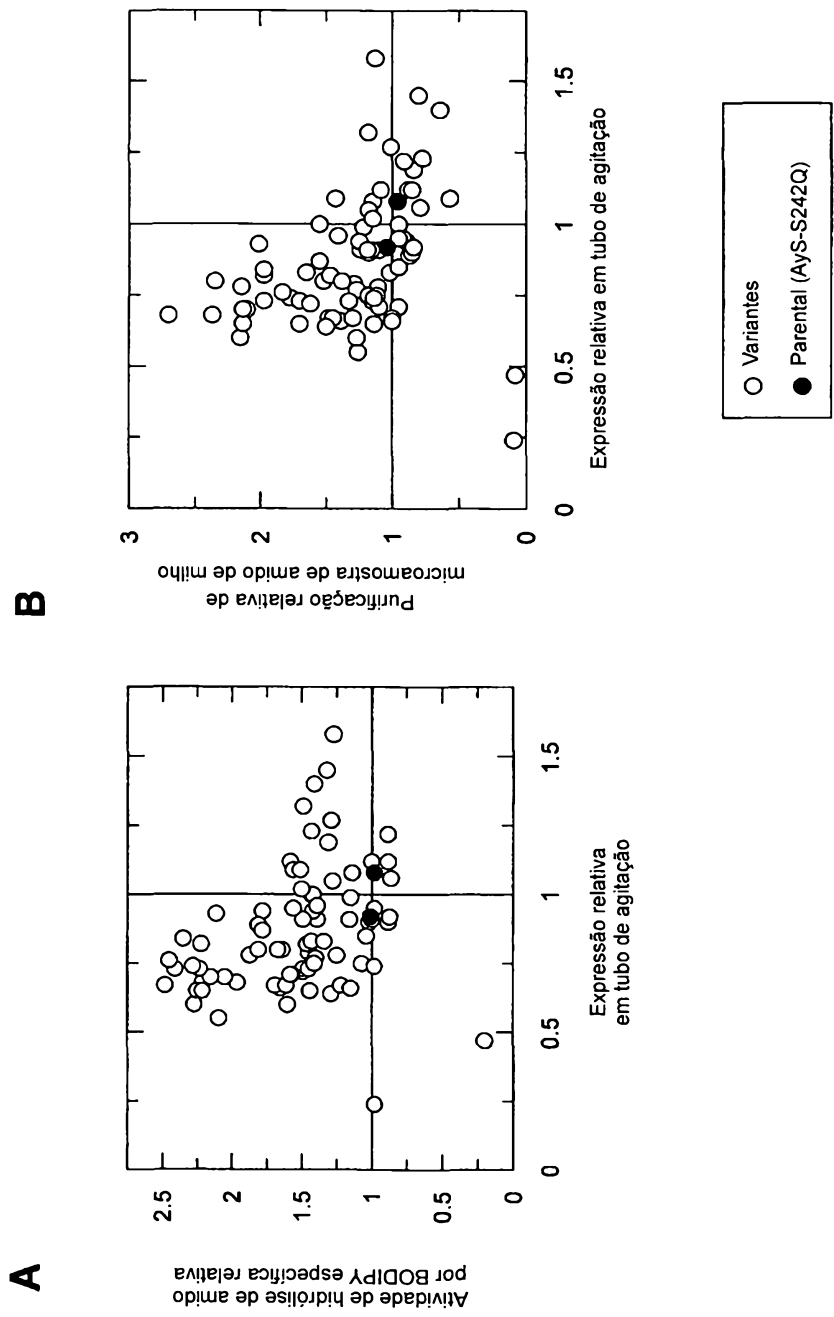 A
Atividade de hidrólise de amido
por BODIPY específica relativa
2.5
2
1.5
1
0.5
0
0
0.5
1
1.5
Expressão relativa
em tubo de agitação
B
Purificação relativa de
microamostra de amido de milho
3
2
1
0
0
0.5
1
1.5
Expressão relativa em tubo de agitação
Variantes
Parental (AyS-S242Q)